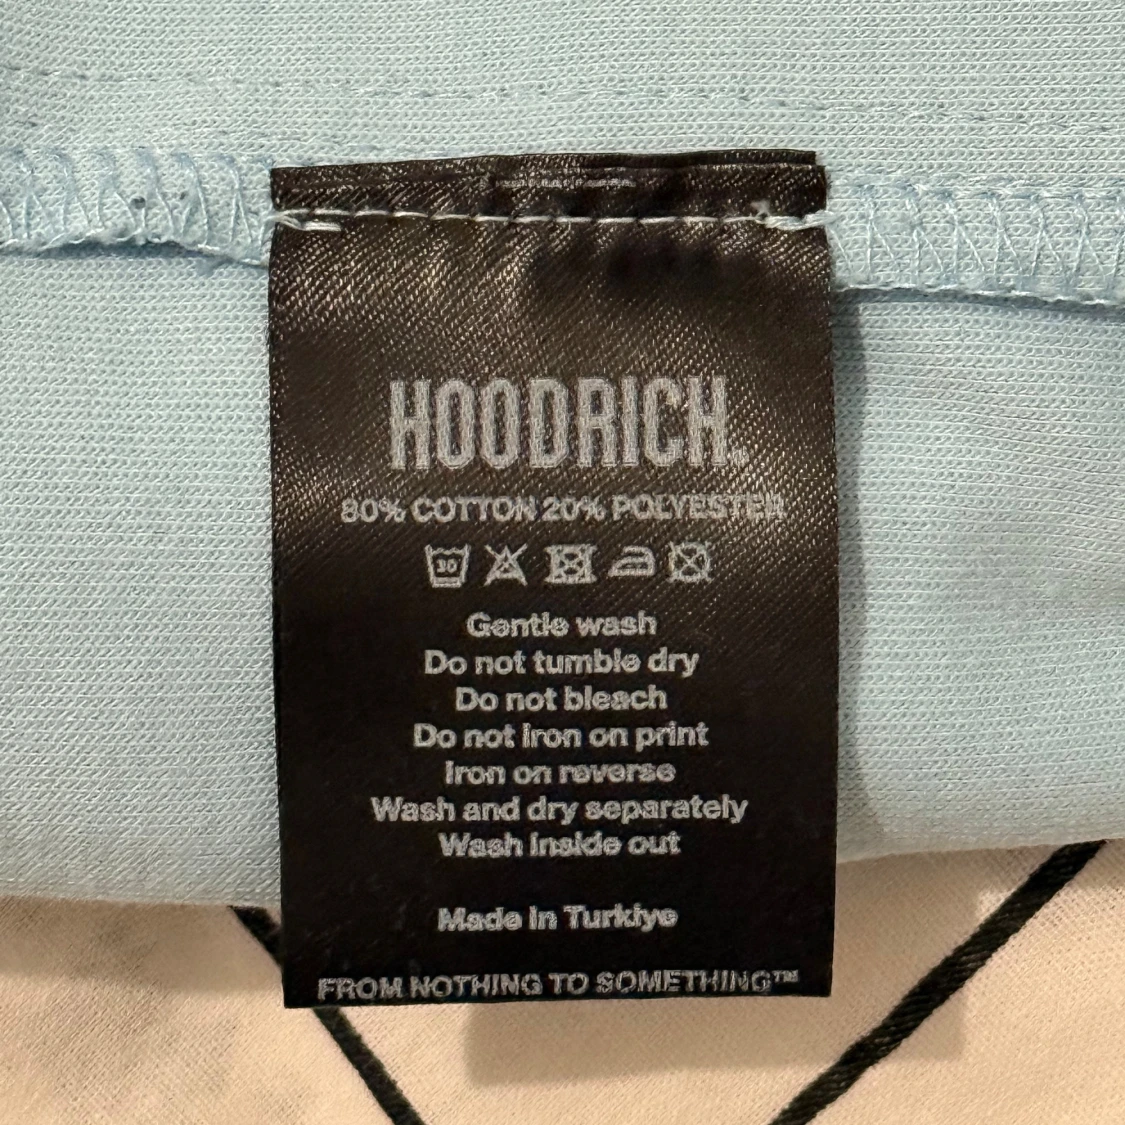 HOODRICH.
80% COTTON 20% POLYESTER
30
Gentle wash
Do not tumble dry
Do not bleach
Do not iron on print
Iron on reverse
Wash and dry separately
Wash inside out
Made in Turkiye
FROM NOTHING TO SOMETHING™